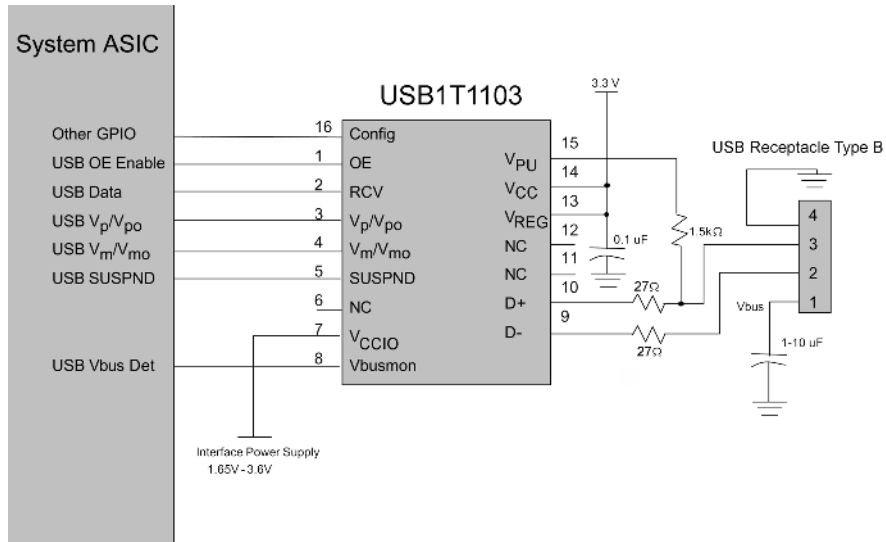 System ASIC
USB1T1103
3.3 V
USB Receptacle Type B
Other GPIO
16
Config
15
VPU
USB OE Enable
1
OE
14
VCC
USB Data
2
RCV
13
VREG
USB Vp/Vpo
3
Vp/Vpo
12
NC
0.1 uF
1.5kΩ
USB Vm/Vmo
4
Vm/Vmo
11
NC
USB SUSPND
5
SUSPND
10
D+
27Ω
6
NC
9
D-
27Ω
7
VCCIO
USB Vbus Det
8
Vbusmon
4
3
2
1
Vbus
1-10 uF
Interface Power Supply
1.65V-3.6V